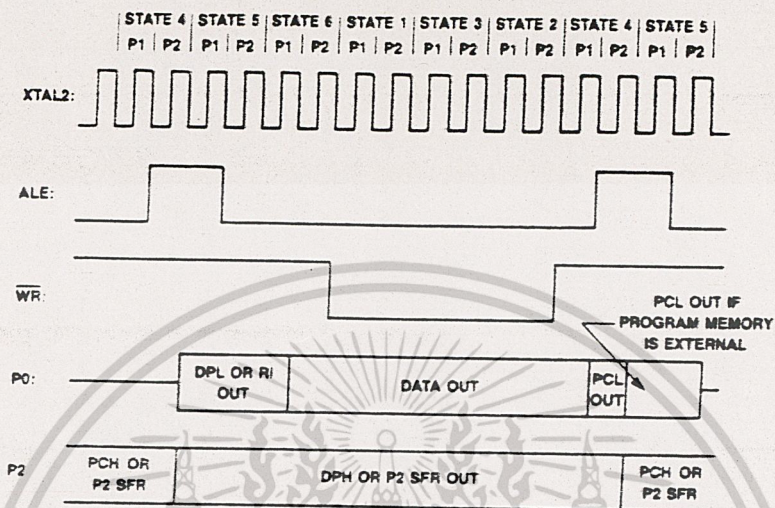 STATE 4 STATE 5 STATE 6 STATE 1 STATE 3 STATE 2 STATE 4 STATE 5
P1 P2 P1 P2 P1 P2 P1 P2 P1 P2 P1 P2 P1 P2 P1 P2
XTAL2:
ALE:
WR:
PCL OUT IF
PROGRAM MEMORY
IS EXTERNAL
P0:
DPL OR RI
OUT
DATA OUT
PCL
OUT
P2
PCH OR
P2 SFR
DPH OR P2 SFR OUT
PCH OR
P2 SFR